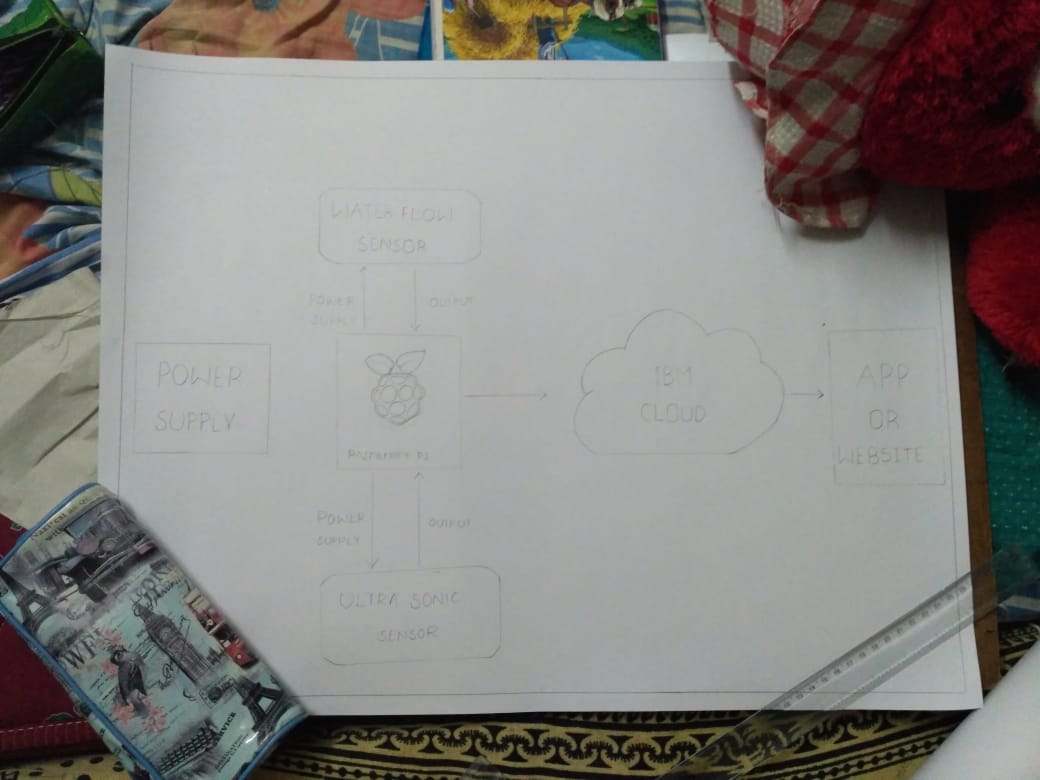 WATER FLOW
SENSOR
POWER
SUPPLY
OUTPUT
POWER
SUPPLY
RASPBERRY PI
IBM
CLOUD
APP
OR
WEBSITE
POWER
SUPPLY
OUTPUT
ULTRA SONIC
SENSOR